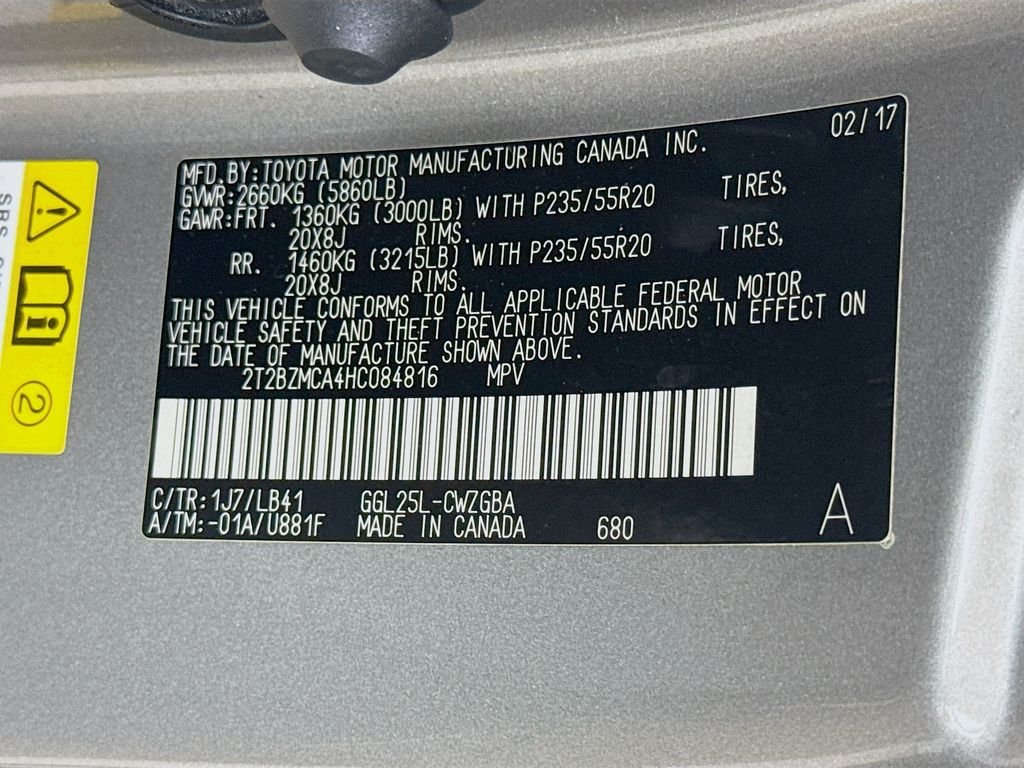 02/17
MFD. BY: TOYOTA MOTOR MANUFACTURING CANADA INC.
GVWR: 2660KG (5860LB)
GAWR: FRT. 1360KG (3000LB) WITH P235/55R20 TIRES,
20X8J RIMS.
RR. 1460KG (3215LB) WITH P235/55R20 TIRES,
20X8J RIMS.
THIS VEHICLE CONFORMS TO ALL APPLICABLE FEDERAL MOTOR
VEHICLE SAFETY AND THEFT PREVENTION STANDARDS IN EFFECT ON
THE DATE OF MANUFACTURE SHOWN ABOVE.
2T2BZMCA4HC084816 MPV
C/TR: 1J7/LB41 GGL25L-CWZGBA
A/TM: -01A/U881F MADE IN CANADA 680 A
SRS
2